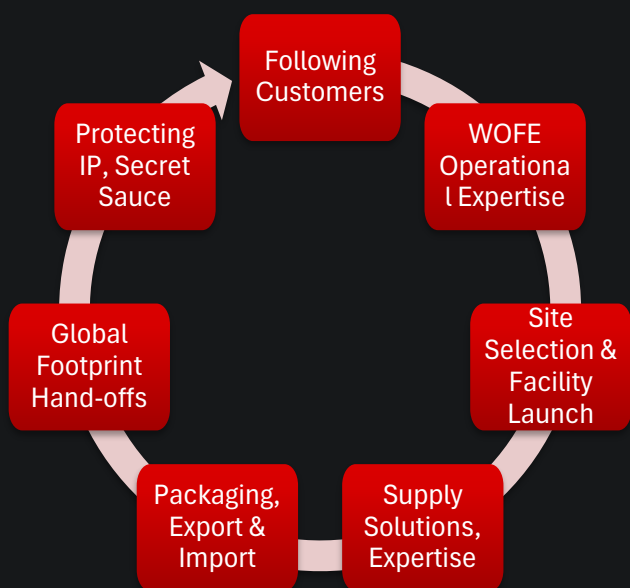 Following
Customers
WOFE
Operationa
l Expertise
Site
Selection &
Facility
Launch
Supply
Solutions,
Expertise
Packaging,
Export &
Import
Global
Footprint
Hand-offs
Protecting
IP, Secret
Sauce